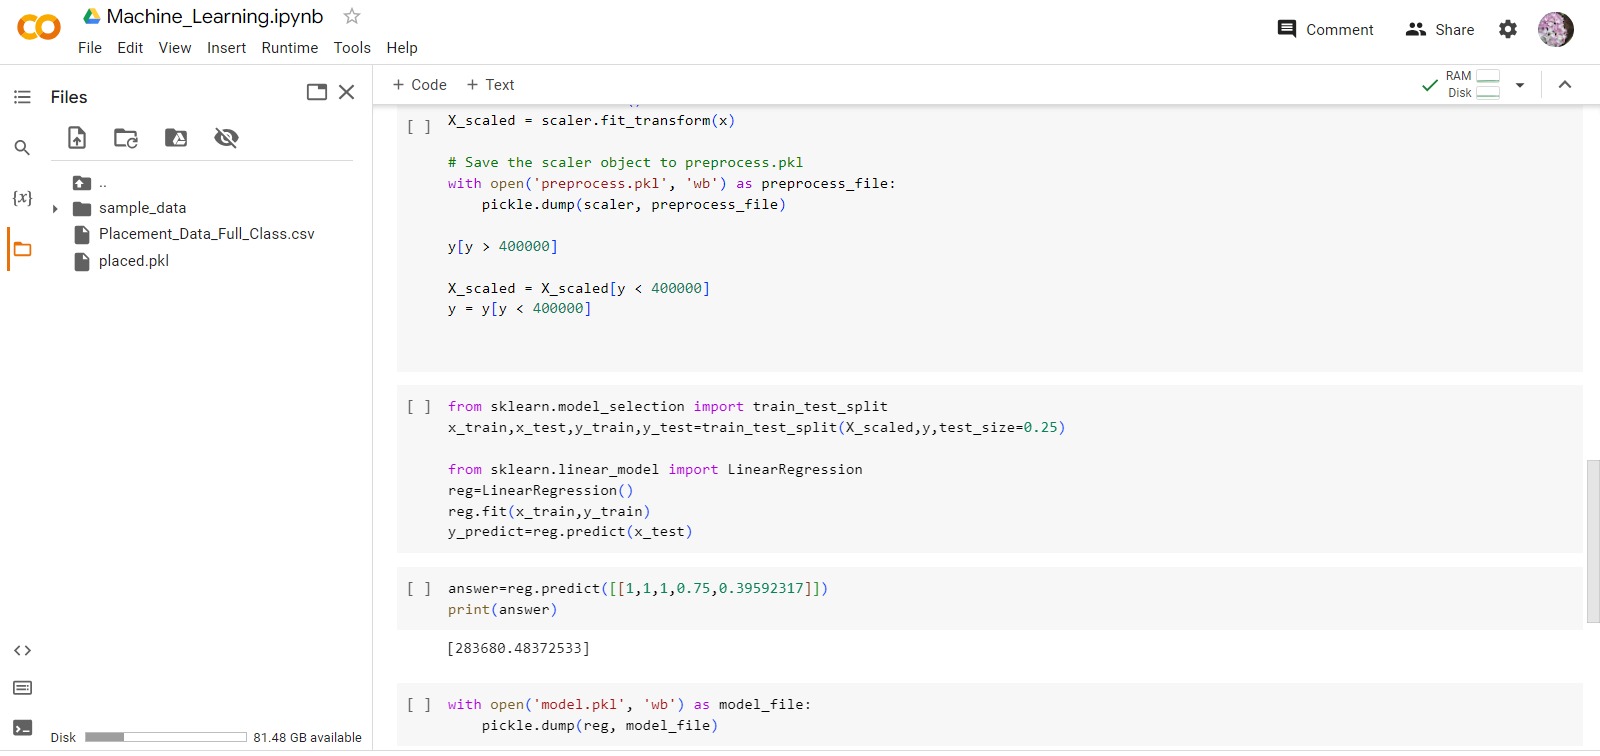 Machine_Learning.ipynb
File Edit View Insert Runtime Tools Help
Comment
Share
Files
+ Code + Text
RAM
Disk
{x}
..
sample_data
Placement_Data_Full_Class.csv
placed.pkl
Disk 81.48 GB available
[ ] X_scaled = scaler.fit_transform(x)
# Save the scaler object to preprocess.pkl
with open('preprocess.pkl', 'wb') as preprocess_file:
    pickle.dump(scaler, preprocess_file)
y[y > 400000]
X_scaled = X_scaled[y < 400000]
y = y[y < 400000]
[ ] from sklearn.model_selection import train_test_split
x_train,x_test,y_train,y_test=train_test_split(X_scaled,y,test_size=0.25)
from sklearn.linear_model import LinearRegression
reg=LinearRegression()
reg.fit(x_train,y_train)
y_predict=reg.predict(x_test)
[ ] answer=reg.predict([[1,1,1,0.75,0.39592317]])
print(answer)
[283680.48372533]
[ ] with open('model.pkl', 'wb') as model_file:
    pickle.dump(reg, model_file)